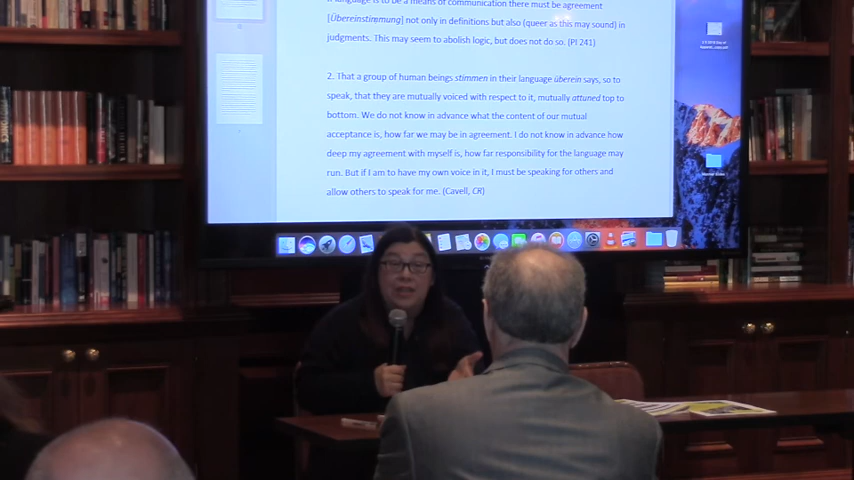 If language is to be a means of communication there must be agreement
[Übereinstimmung] not only in definitions but also (queer as this may sound) in
judgments. This may seem to abolish logic, but does not do so. (PI 241)
2. That a group of human beings stimmen in their language überein says, so to
speak, that they are mutually voiced with respect to it, mutually attuned top to
bottom. We do not know in advance what the content of our mutual
acceptance is, how far we may be in agreement. I do not know in advance how
deep my agreement with myself is, how far responsibility for the language may
run. But if I am to have my own voice in it, I must be speaking for others and
allow others to speak for me. (Cavell, CR)